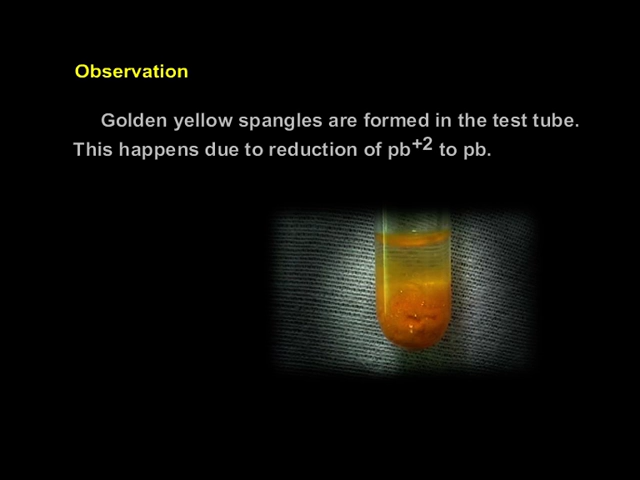 Observation
Golden yellow spangles are formed in the test tube.
This happens due to reduction of pb+2 to pb.